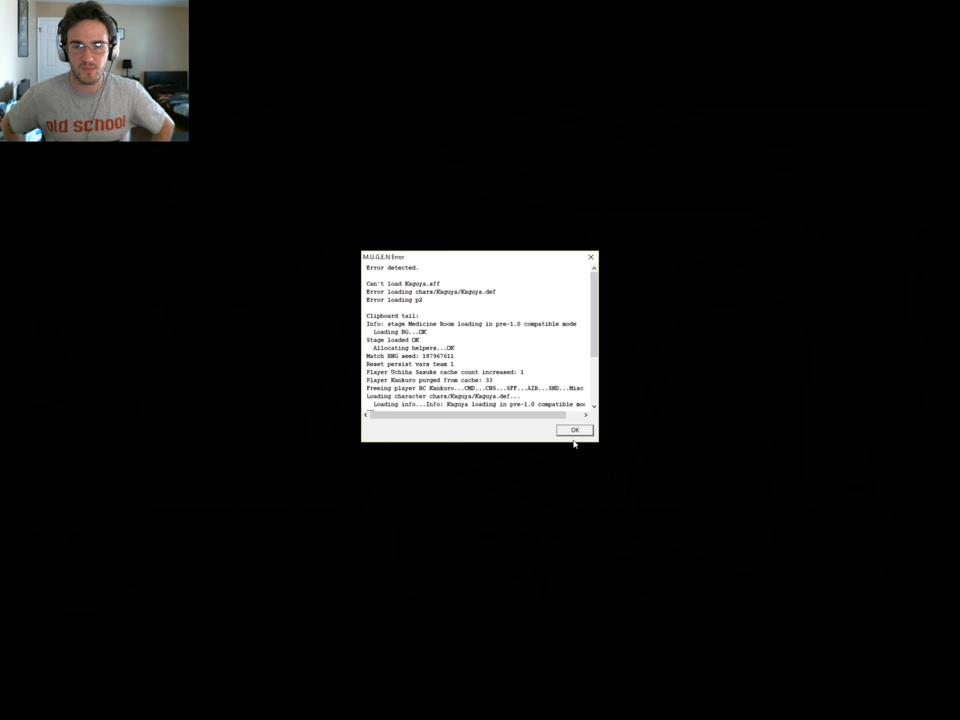 old school
M.U.G.E.N Error
Error detected.
Can't load Kaguya.sff
Error loading chars/Kaguya/Kaguya.def
Error loading p2
Clipboard tail:
Info: stage Medicine Room loading in pre-1.0 compatible mode
Loading BG...OK
Stage loaded OK
Allocating helpers...OK
Match RNG seed: 187967611
Reset persist vars team 1
Player Uchiha Sasuke cache count increased: 1
Player Kankuro purged from cache: 33
Freeing player RC Kankuro...CMD...CNS...SFF...AIR...SND...Misc
Loading character chars/Kaguya/Kaguya.def...
Loading info...Info: Kaguya loading in pre-1.0 compatible mo
OK